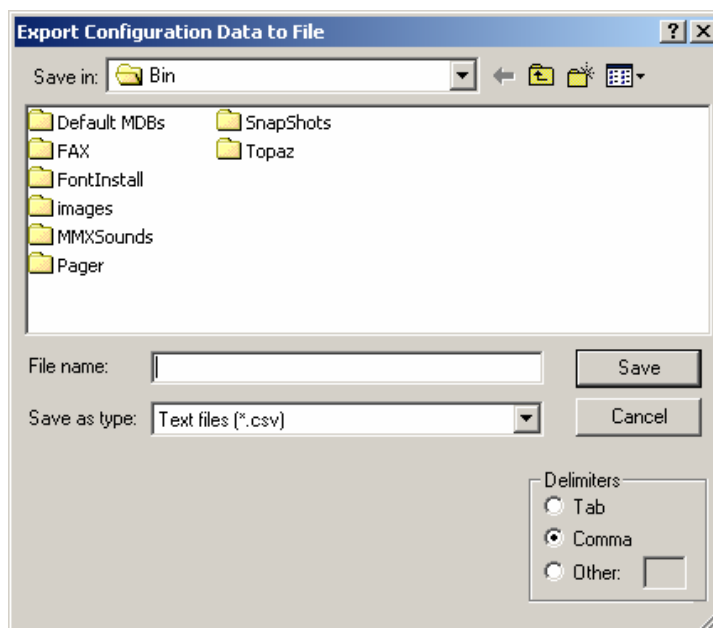 Export Configuration Data to File
Save in: Bin
Default MDBs SnapShots
FAX Topaz
FontInstall
images
MMXSounds
Pager
File name: Save
Save as type: Text files (*.csv) Cancel
Delimiters
Tab
Comma
Other: